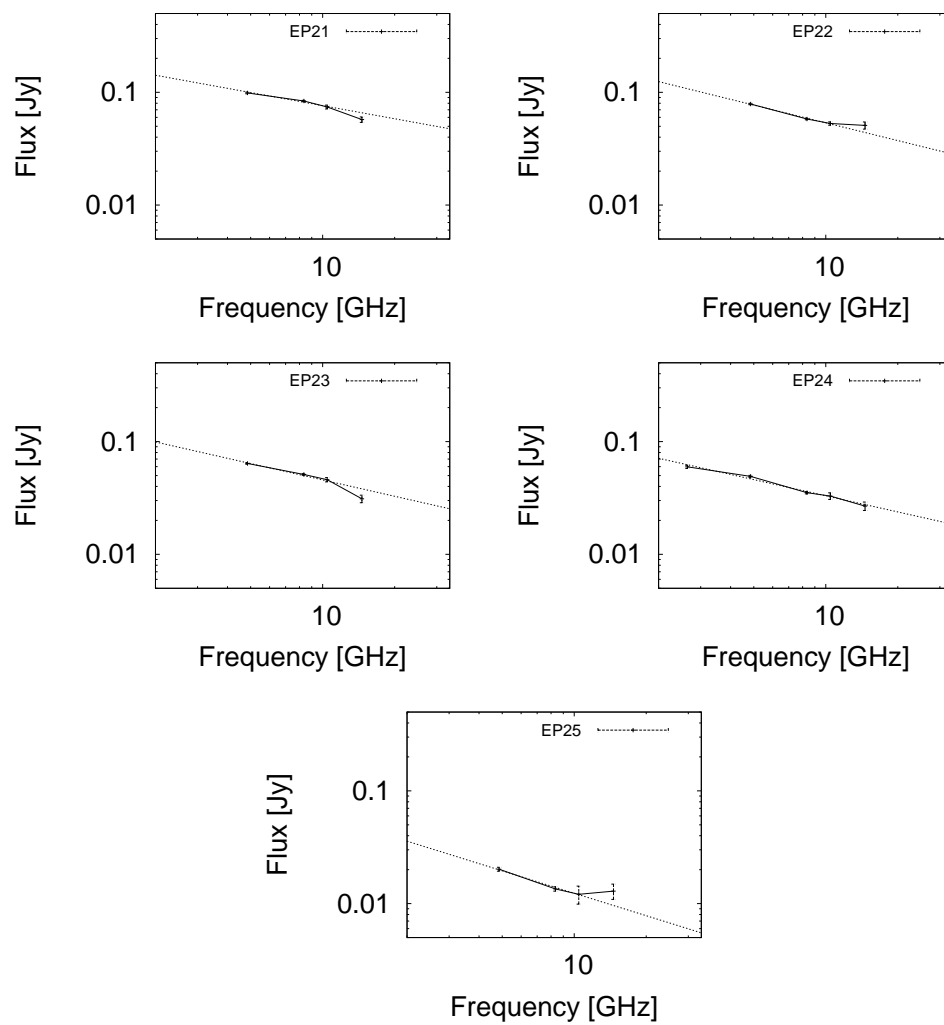 EP21
0.1
0.01
Flux [Jy]
10
Frequency [GHz]
EP22
0.1
0.01
Flux [Jy]
10
Frequency [GHz]
EP23
0.1
0.01
Flux [Jy]
10
Frequency [GHz]
EP24
0.1
0.01
Flux [Jy]
10
Frequency [GHz]
EP25
0.1
0.01
Flux [Jy]
10
Frequency [GHz]